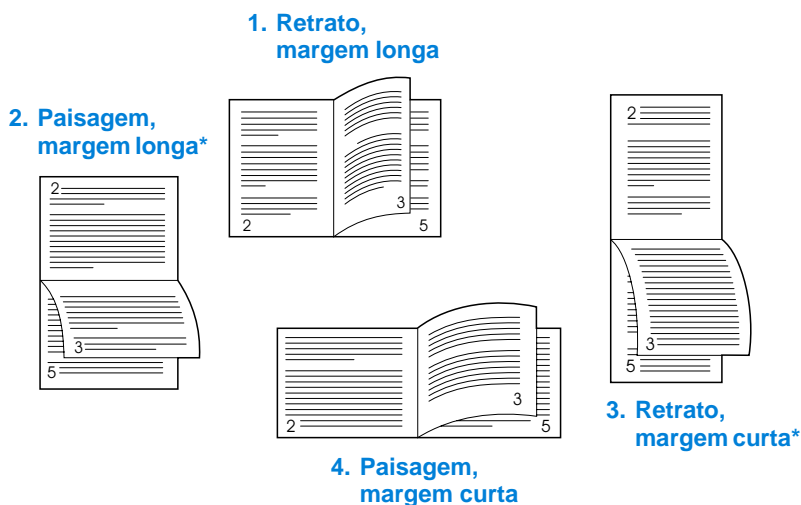 1. Retrato,
margem longa
2. Paisagem,
margem longa*
2
3
5
2
3
5
2
3
5
3. Retrato,
margem curta*
2
3
5
4. Paisagem,
margem curta